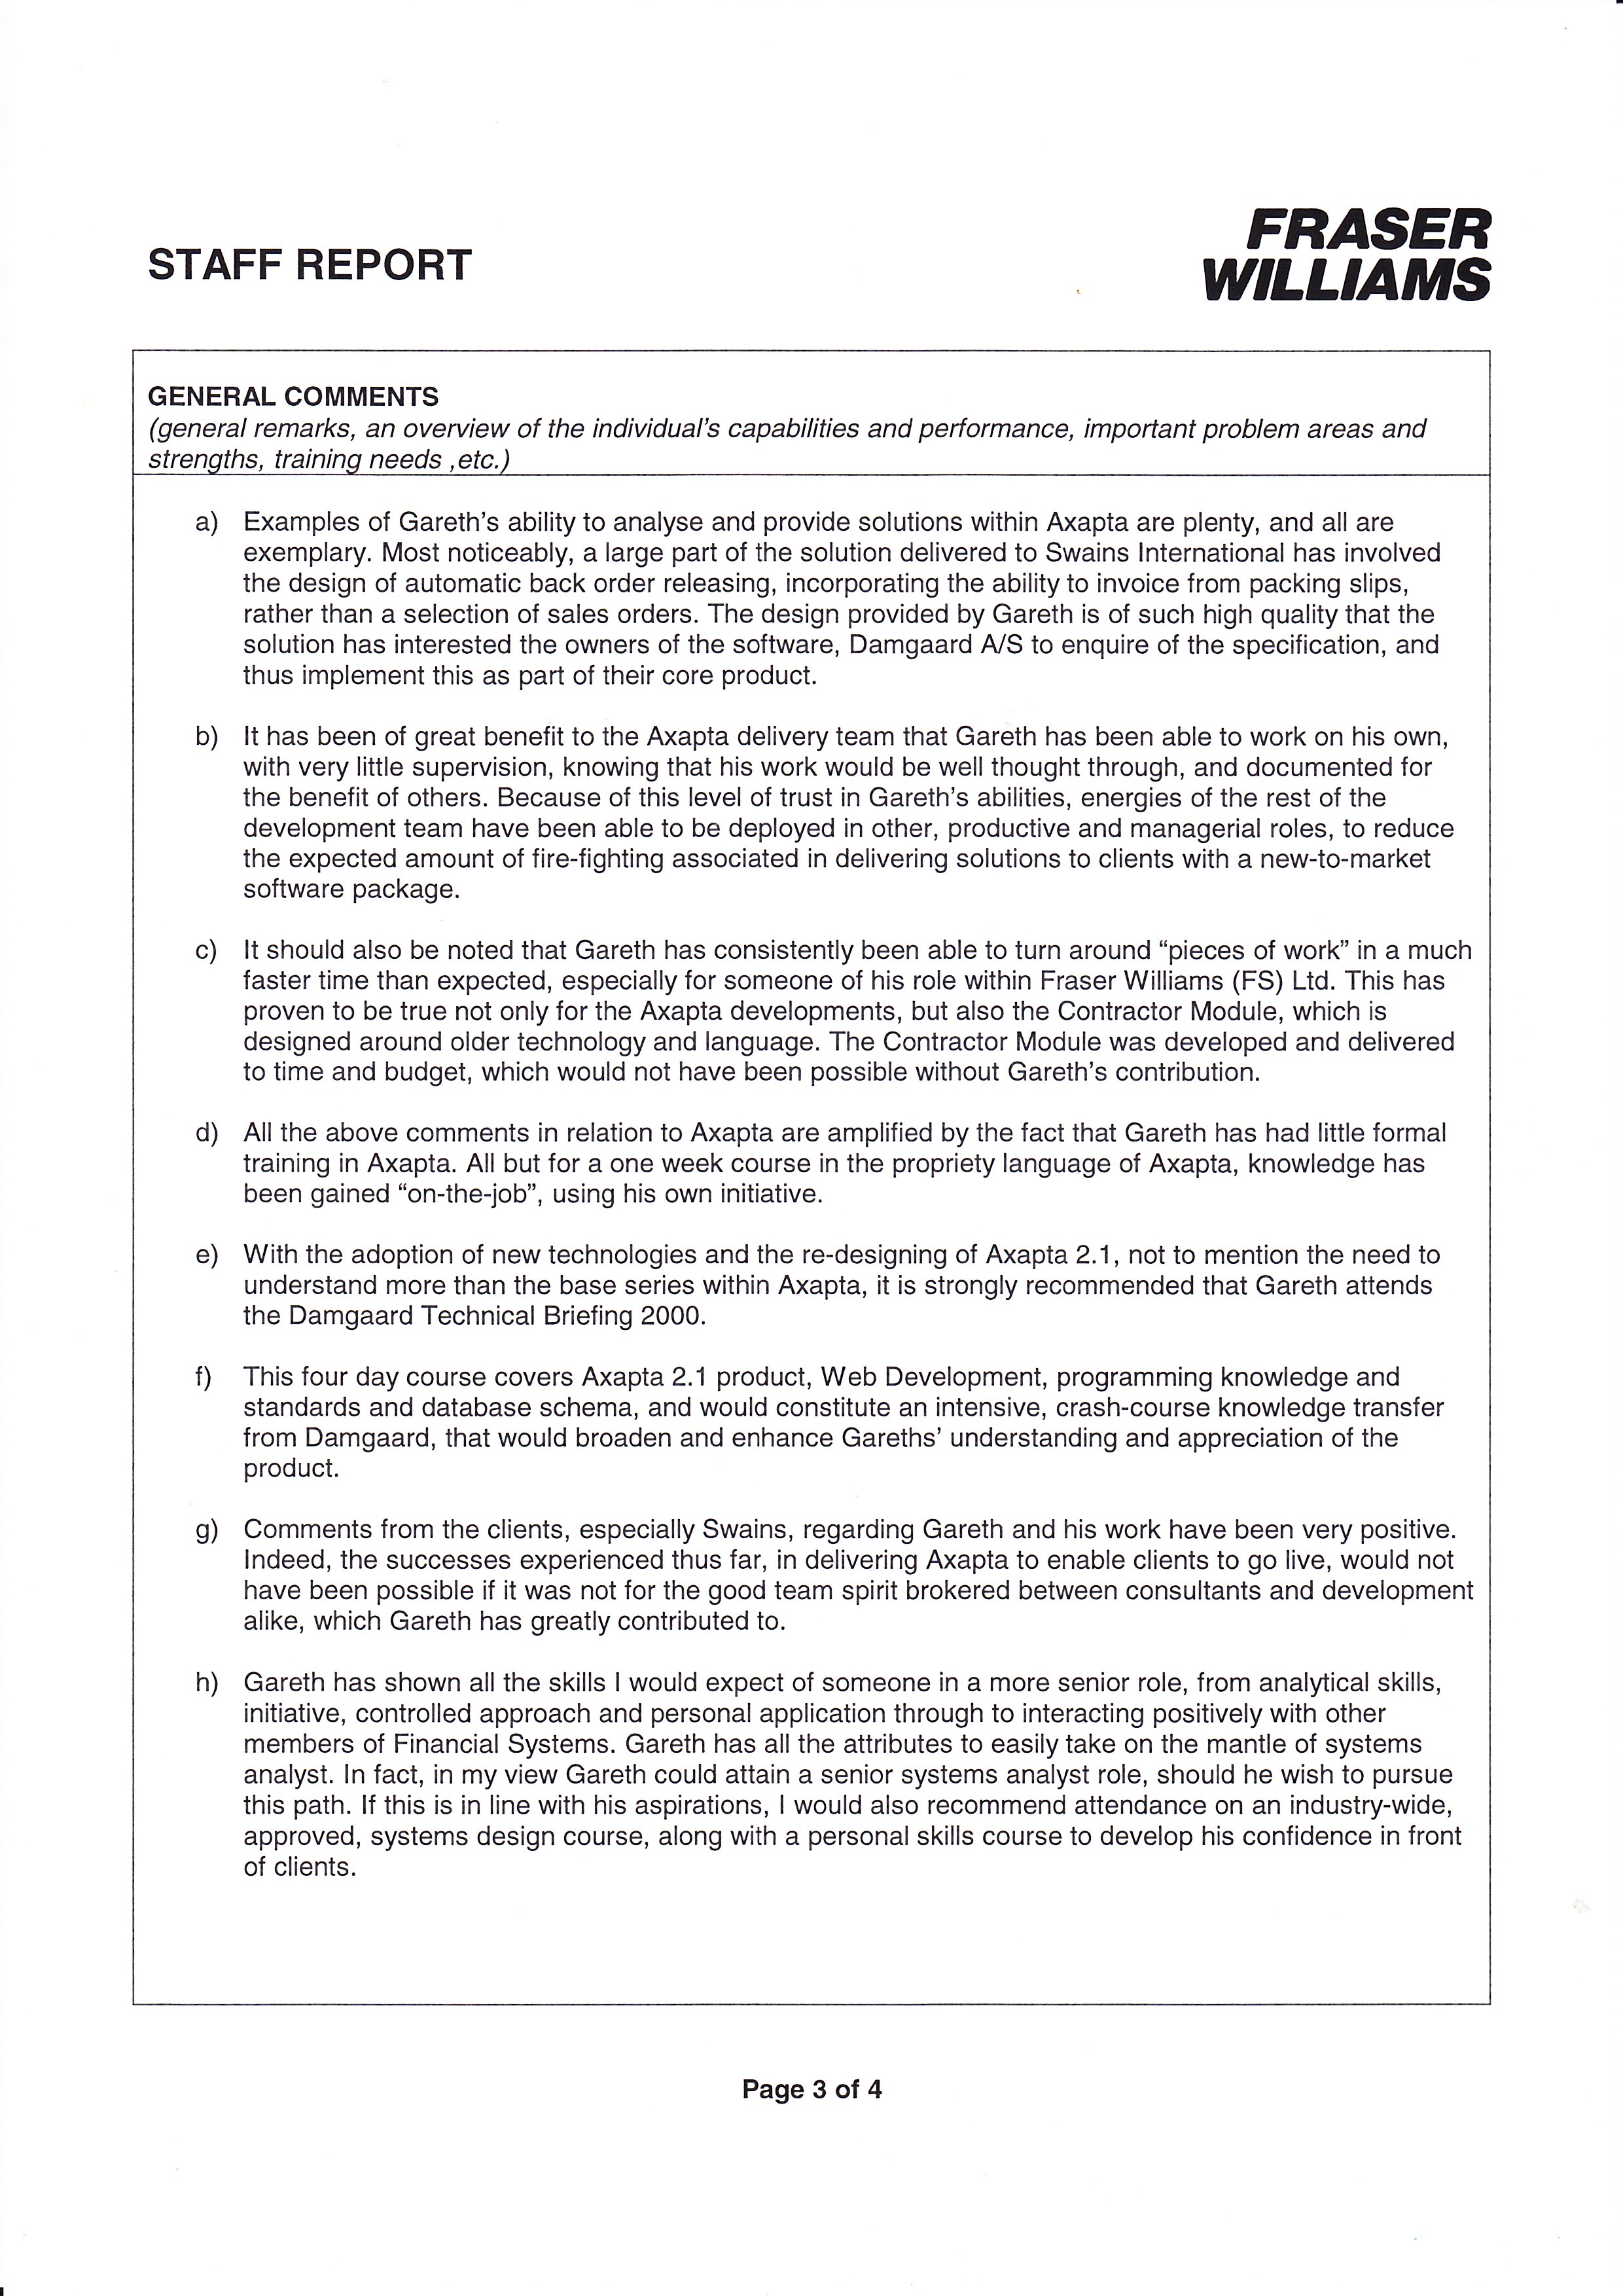 STAFF REPORT
FRASER
WILLIAMS
GENERAL COMMENTS
(general remarks, an overview of the individual's capabilities and performance, important problem areas and
strengths, training needs ,etc.)
a) Examples of Gareth's ability to analyse and provide solutions within Axapta are plenty, and all are
exemplary. Most noticeably, a large part of the solution delivered to Swains International has involved
the design of automatic back order releasing, incorporating the ability to invoice from packing slips,
rather than a selection of sales orders. The design provided by Gareth is of such high quality that the
solution has interested the owners of the software, Damgaard A/S to enquire of the specification, and
thus implement this as part of their core product.
b) It has been of great benefit to the Axapta delivery team that Gareth has been able to work on his own,
with very little supervision, knowing that his work would be well thought through, and documented for
the benefit of others. Because of this level of trust in Gareth's abilities, energies of the rest of the
development team have been able to be deployed in other, productive and managerial roles, to reduce
the expected amount of fire-fighting associated in delivering solutions to clients with a new-to-market
software package.
c) It should also be noted that Gareth has consistently been able to turn around “pieces of work” in a much
faster time than expected, especially for someone of his role within Fraser Williams (FS) Ltd. This has
proven to be true not only for the Axapta developments, but also the Contractor Module, which is
designed around older technology and language. The Contractor Module was developed and delivered
to time and budget, which would not have been possible without Gareth's contribution.
d) All the above comments in relation to Axapta are amplified by the fact that Gareth has had little formal
training in Axapta. All but for a one week course in the propriety language of Axapta, knowledge has
been gained “on-the-job”, using his own initiative.
e) With the adoption of new technologies and the re-designing of Axapta 2.1, not to mention the need to
understand more than the base series within Axapta, it is strongly recommended that Gareth attends
the Damgaard Technical Briefing 2000.
f) This four day course covers Axapta 2.1 product, Web Development, programming knowledge and
standards and database schema, and would constitute an intensive, crash-course knowledge transfer
from Damgaard, that would broaden and enhance Gareths' understanding and appreciation of the
product.
g) Comments from the clients, especially Swains, regarding Gareth and his work have been very positive.
Indeed, the successes experienced thus far, in delivering Axapta to enable clients to go live, would not
have been possible if it was not for the good team spirit brokered between consultants and development
alike, which Gareth has greatly contributed to.
h) Gareth has shown all the skills I would expect of someone in a more senior role, from analytical skills,
initiative, controlled approach and personal application through to interacting positively with other
members of Financial Systems. Gareth has all the attributes to easily take on the mantle of systems
analyst. In fact, in my view Gareth could attain a senior systems analyst role, should he wish to pursue
this path. If this is in line with his aspirations, I would also recommend attendance on an industry-wide,
approved, systems design course, along with a personal skills course to develop his confidence in front
of clients.
Page 3 of 4